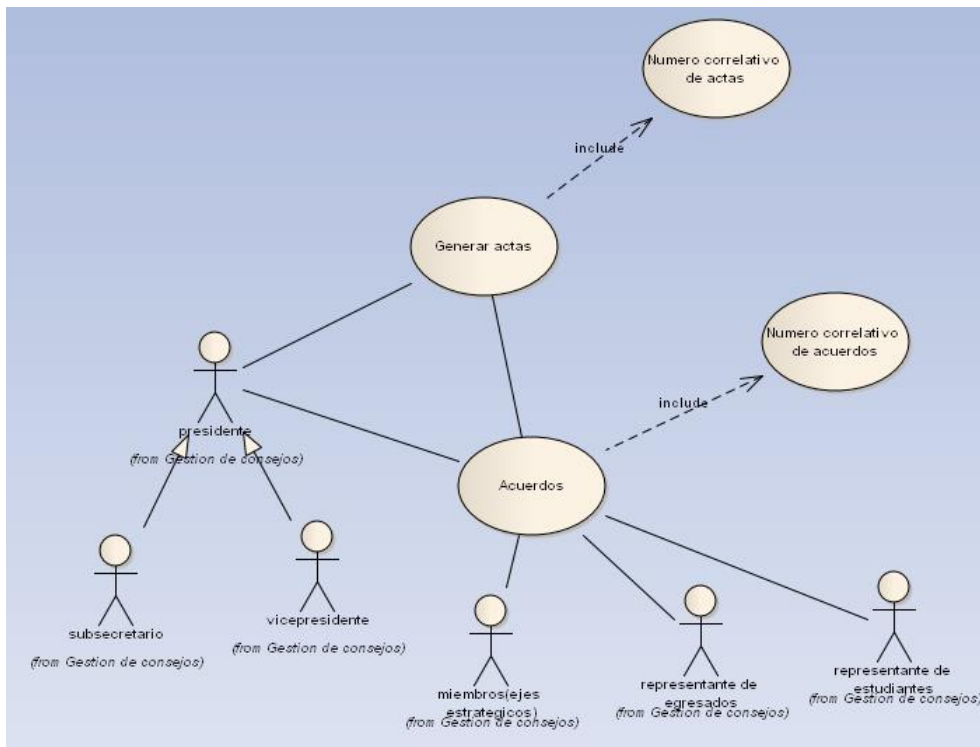 Numero correlativo
de actas
include
Generar actas
Numero correlativo
de acuerdos
include
presidente
(from Gestion de consejos)
Acuerdos
subsecretario
(from Gestion de consejos)
vicepresidente
(from Gestion de consejos)
miembros(ejes
estrategicos)
(from Gestion de consejos)
representante de
egresados
(from Gestion de consejos)
representante de
estudiantes
(from Gestion de consejos)